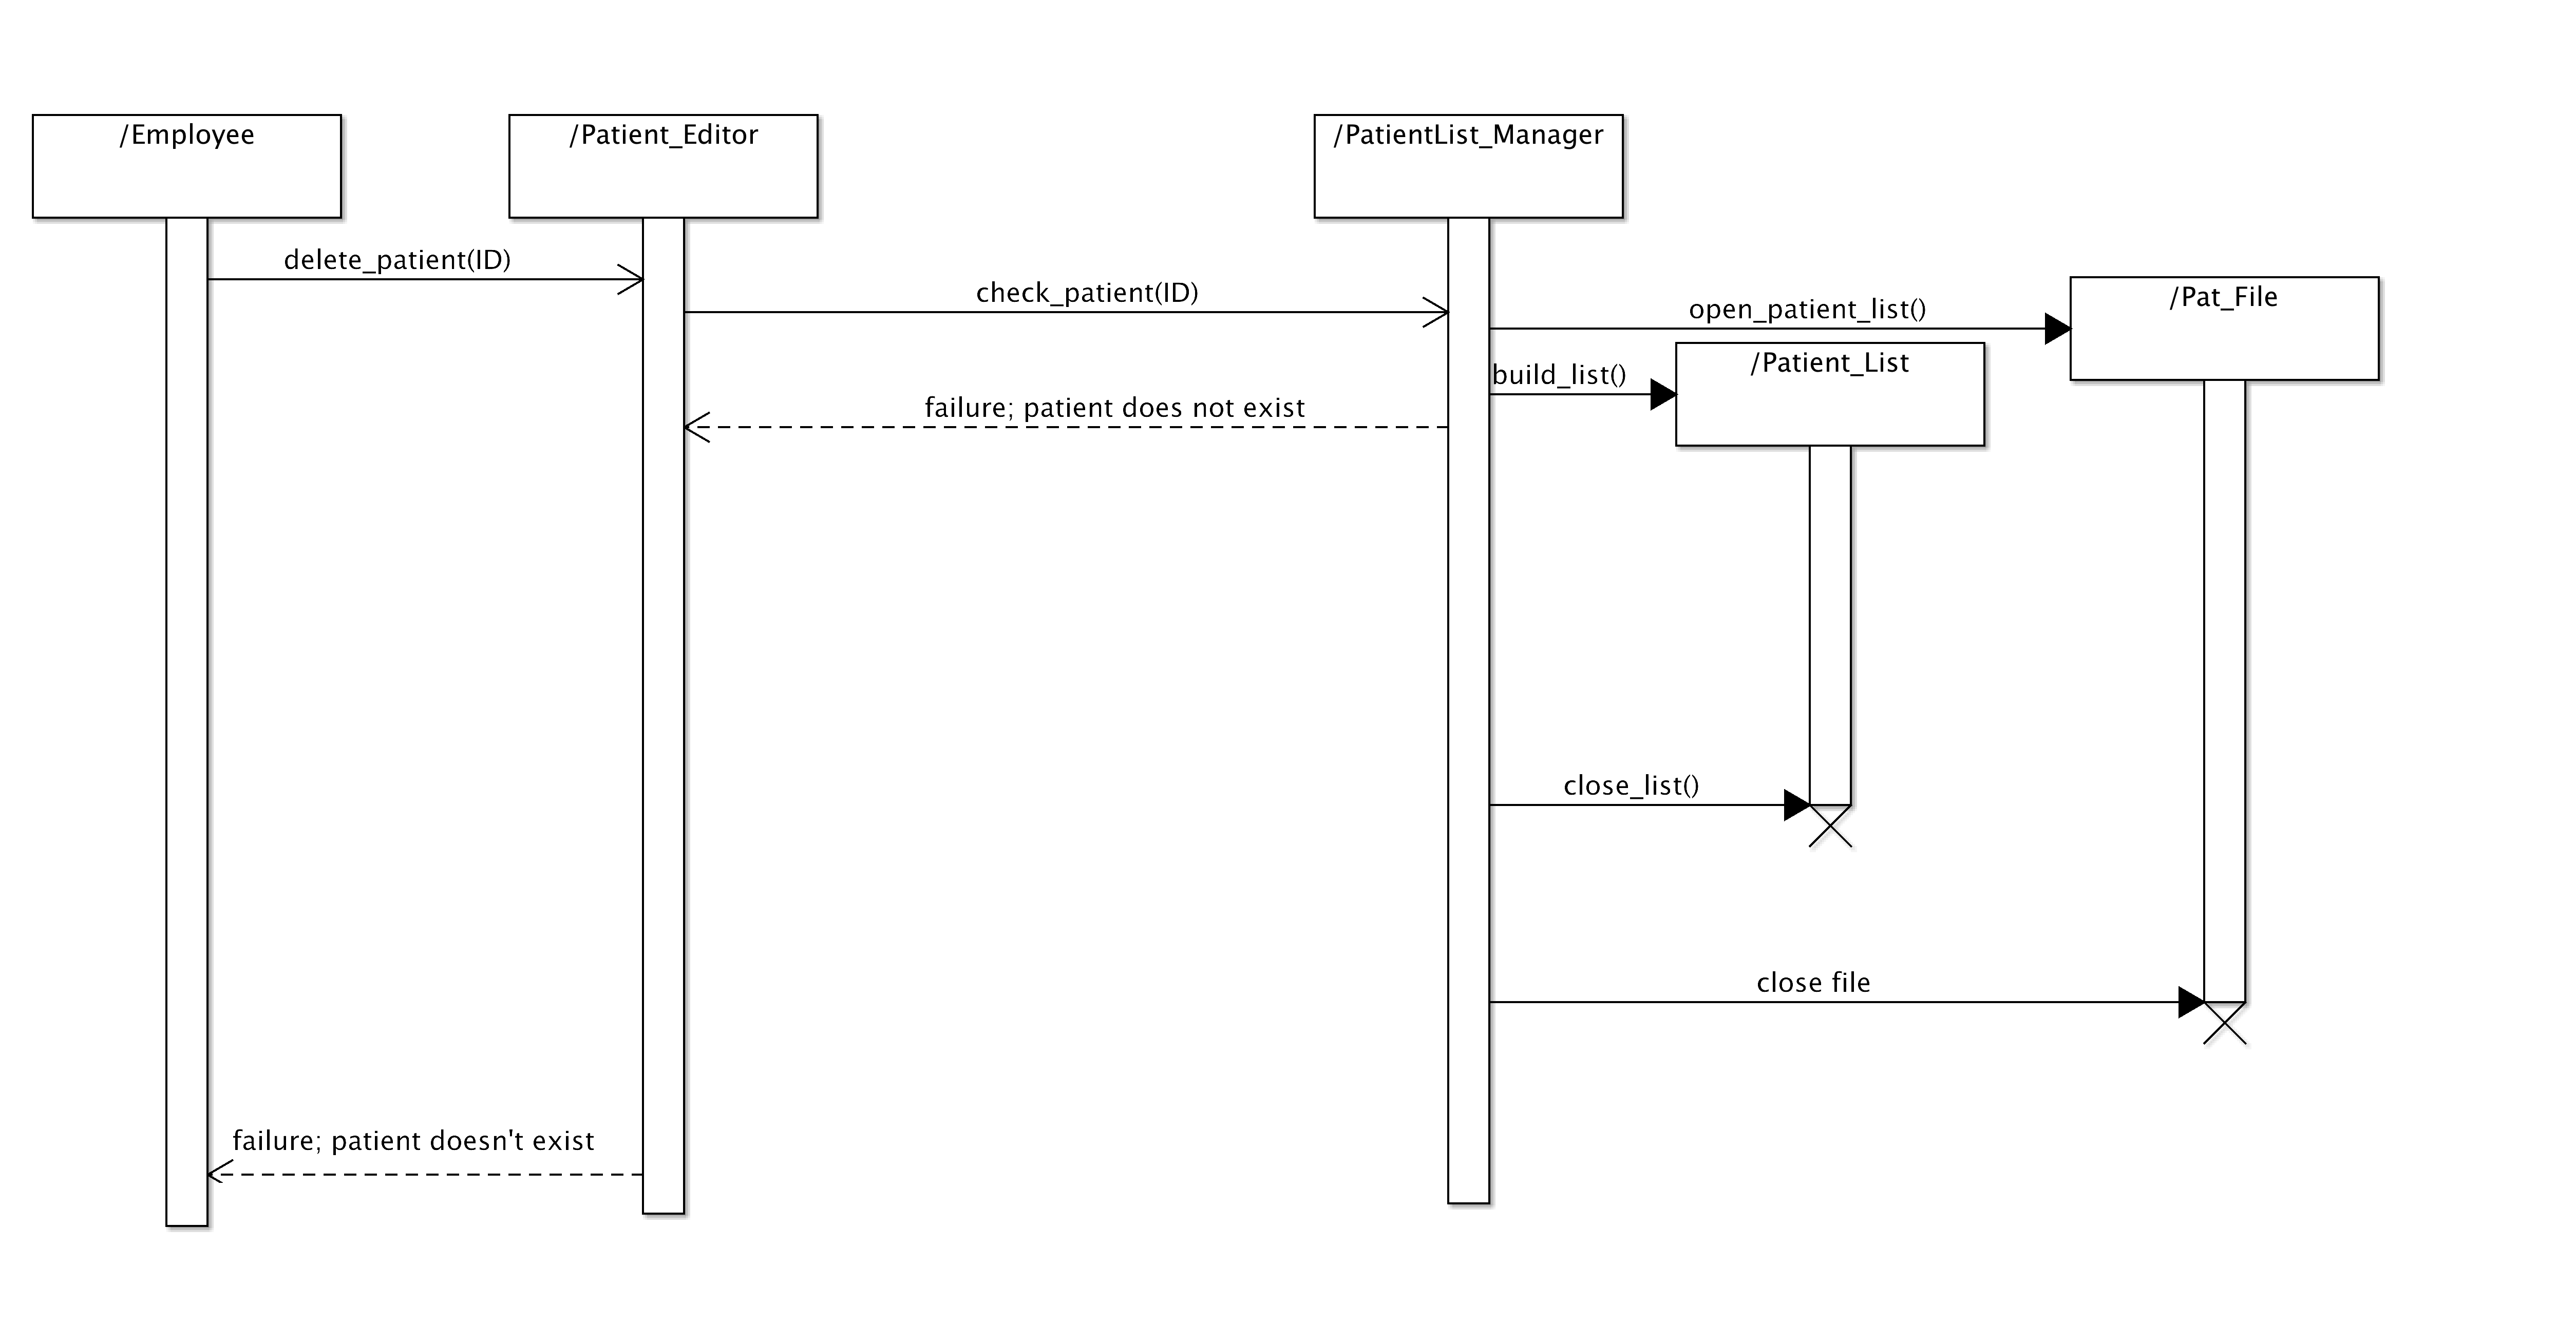 /Employee
/Patient_Editor
/PatientList_Manager
delete_patient(ID)
check_patient(ID)
open_patient_list()
/Pat_File
build_list()
/Patient_List
failure; patient does not exist
close_list()
close file
failure; patient doesn't exist